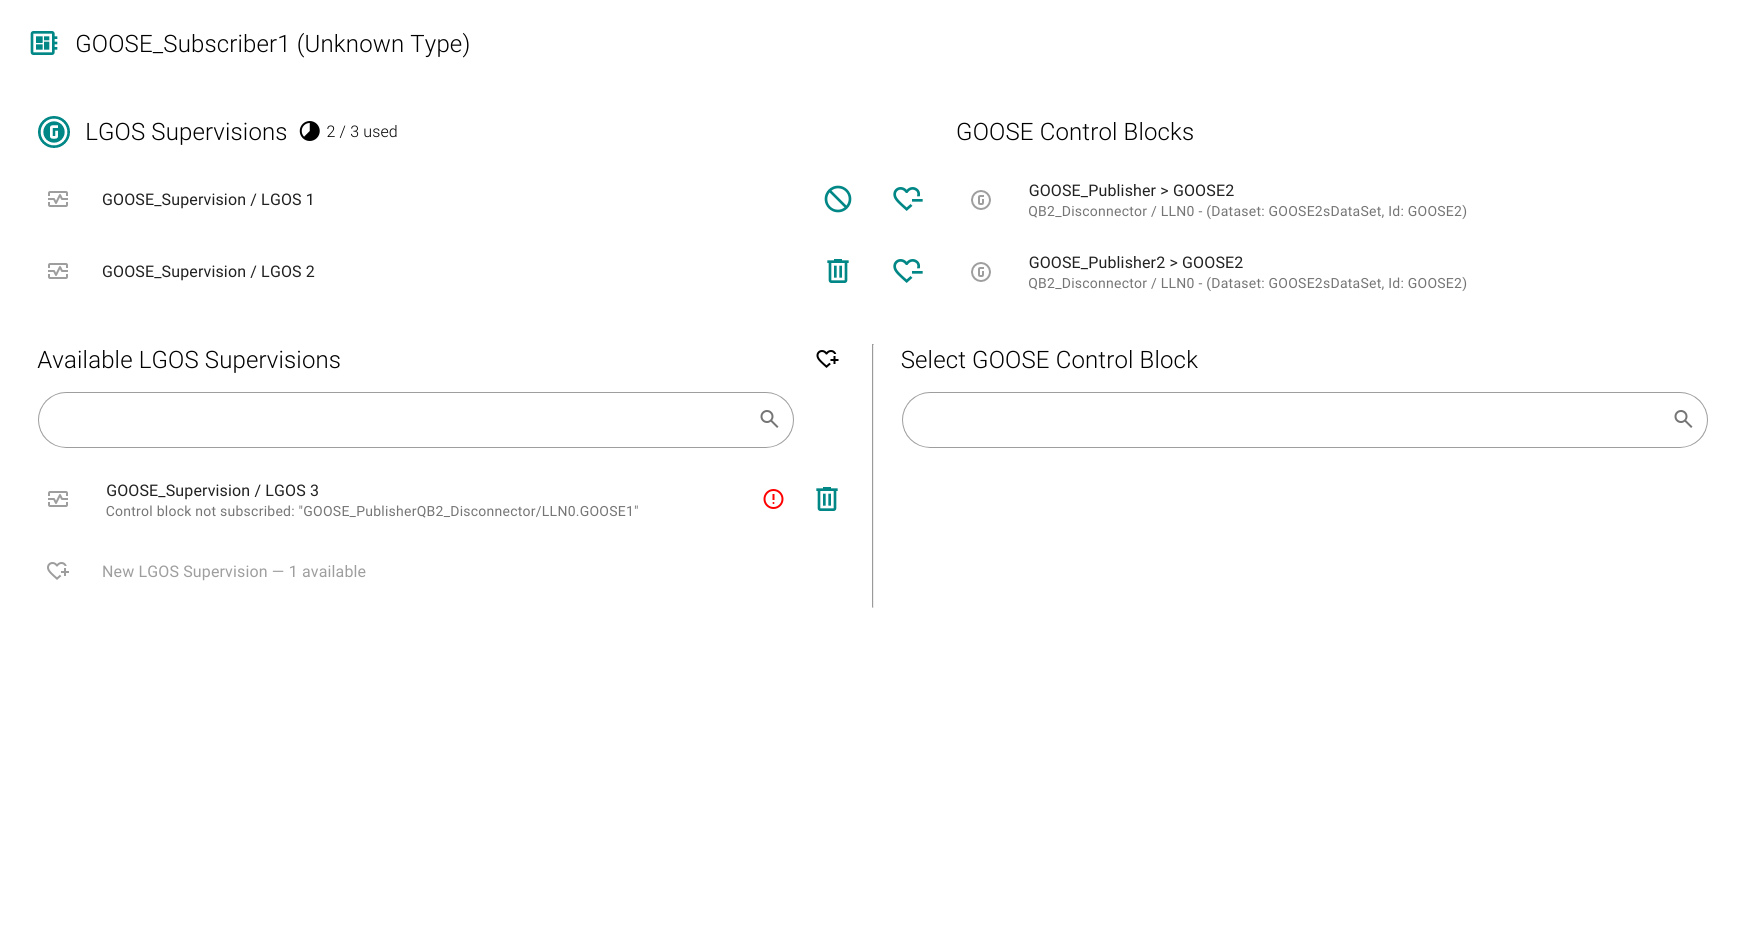 GOOSE_Subscriber1 (Unknown Type)
LGOS Supervisions 2 / 3 used
GOOSE Control Blocks
GOOSE_Supervision / LGOS 1
GOOSE_Publisher > GOOSE2
QB2_Disconnector / LLN0 - (Dataset: GOOSE2sDataSet, Id: GOOSE2)
GOOSE_Supervision / LGOS 2
GOOSE_Publisher2 > GOOSE2
QB2_Disconnector / LLN0 - (Dataset: GOOSE2sDataSet, Id: GOOSE2)
Available LGOS Supervisions
Select GOOSE Control Block
GOOSE_Supervision / LGOS 3
Control block not subscribed: "GOOSE_PublisherQB2_Disconnector/LLN0.GOOSE1"
New LGOS Supervision — 1 available